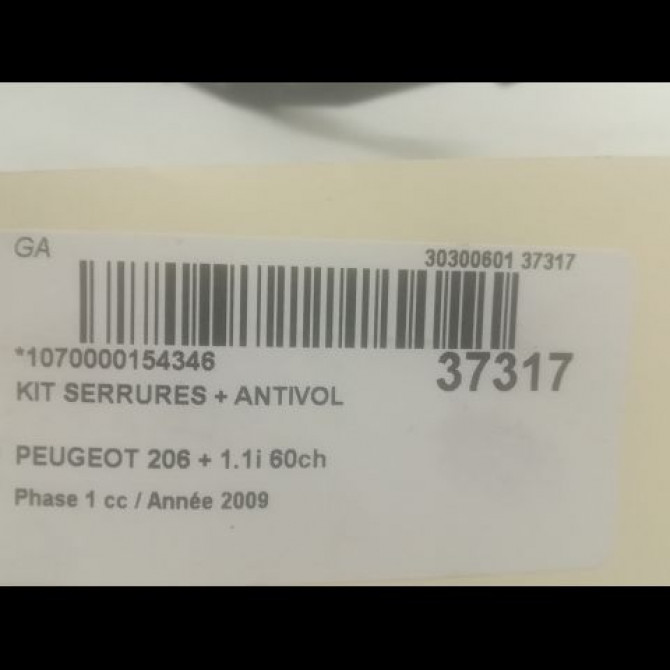 GA
30300601 37317
*1070000154346
37317
KIT SERRURES + ANTIVOL
PEUGEOT 206 + 1.1i 60ch
Phase 1 cc / Année 2009